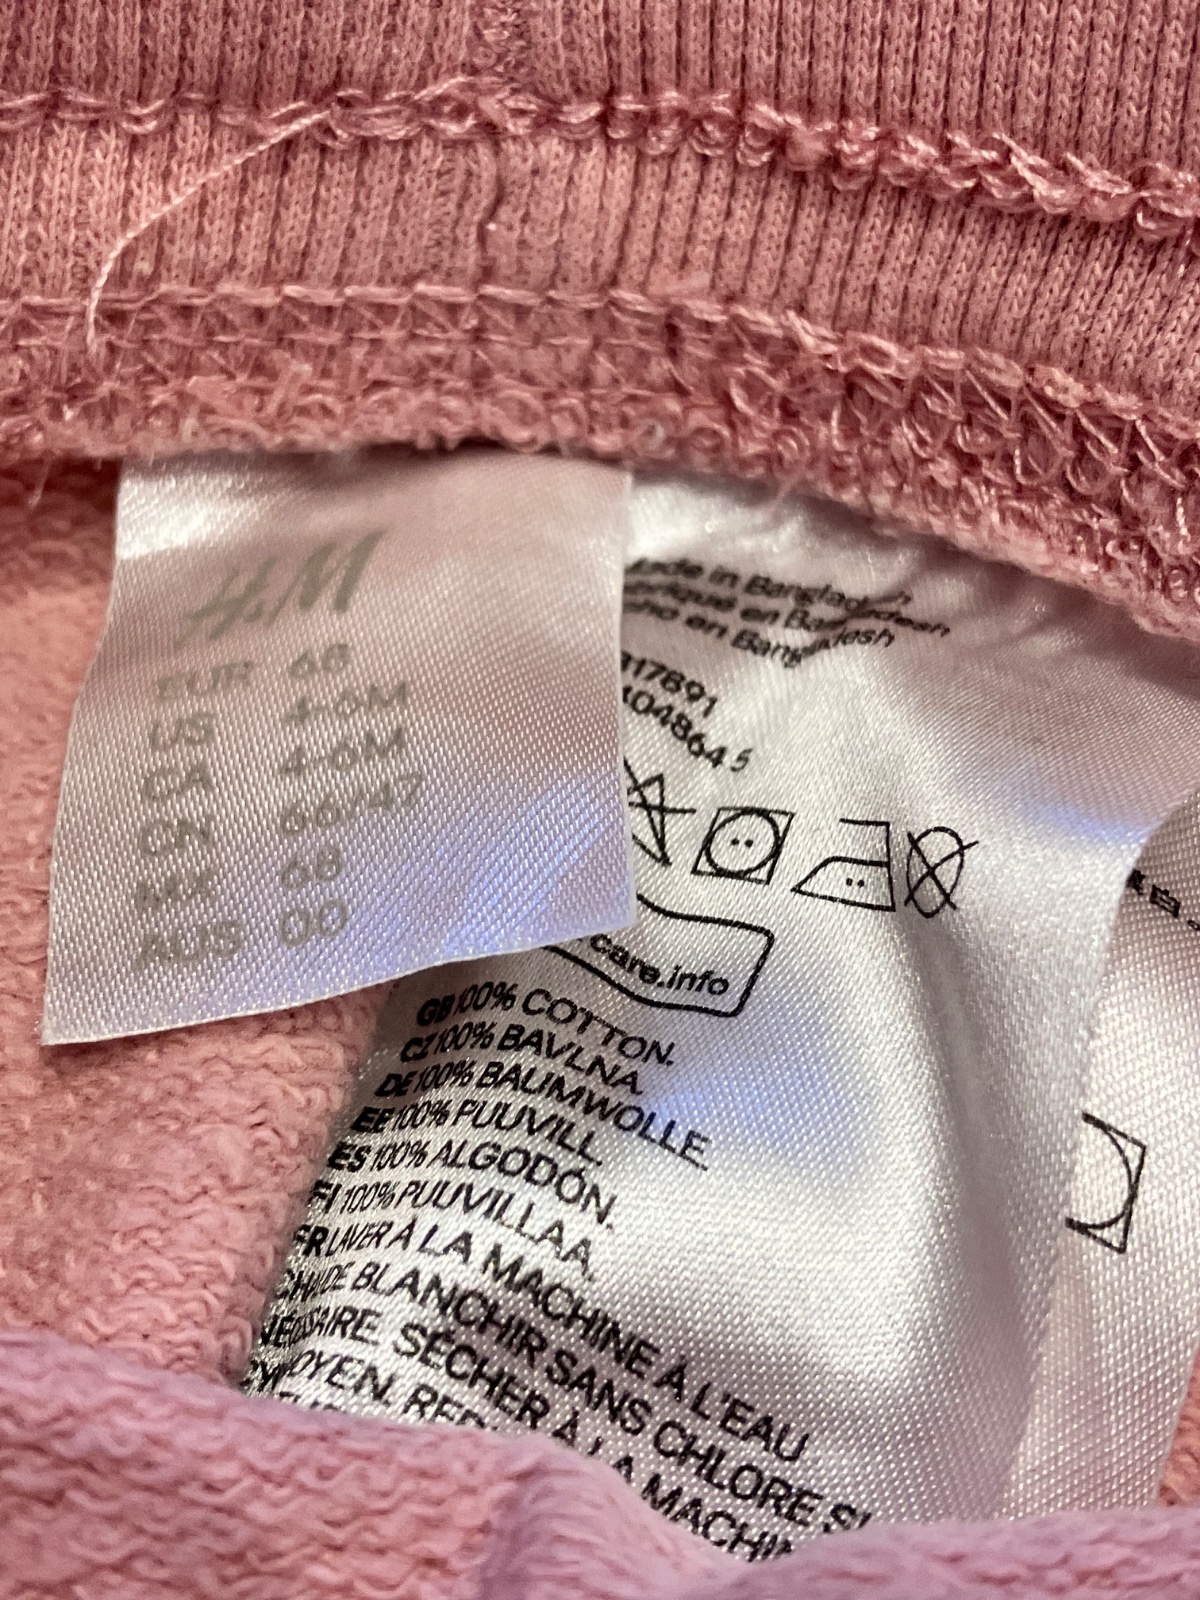 H&M
EUR 68
US 4-6M
CA 4-6M
CN 66/47
MX 68
AUS 00
Made in Bangladesh
en Bangladesh
en Bangladesh
17891
care.info
GB 100% COTTON.
CZ 100% BAVLNA.
DE 100% BAUMWOLLE.
EE 100% PUUVILL.
ES 100% ALGODÓN.
FI 100% PUUVILLAA.
FR LAVER À LA MACHINE À L'EAU
CHAUDE BLANCHIR SANS CHLORE SI
NÉCESSAIRE. SÉCHER À LA MACHINE